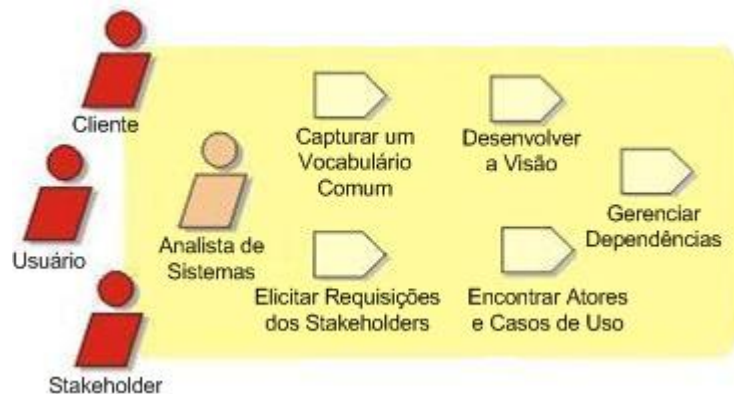 Cliente
Capturar um
Vocabulário
Comum
Desenvolver
a Visão
Usuário
Analista de
Sistemas
Gerenciar
Dependências
Elicitar Requisições
dos Stakeholders
Encontrar Atores
e Casos de Uso
Stakeholder